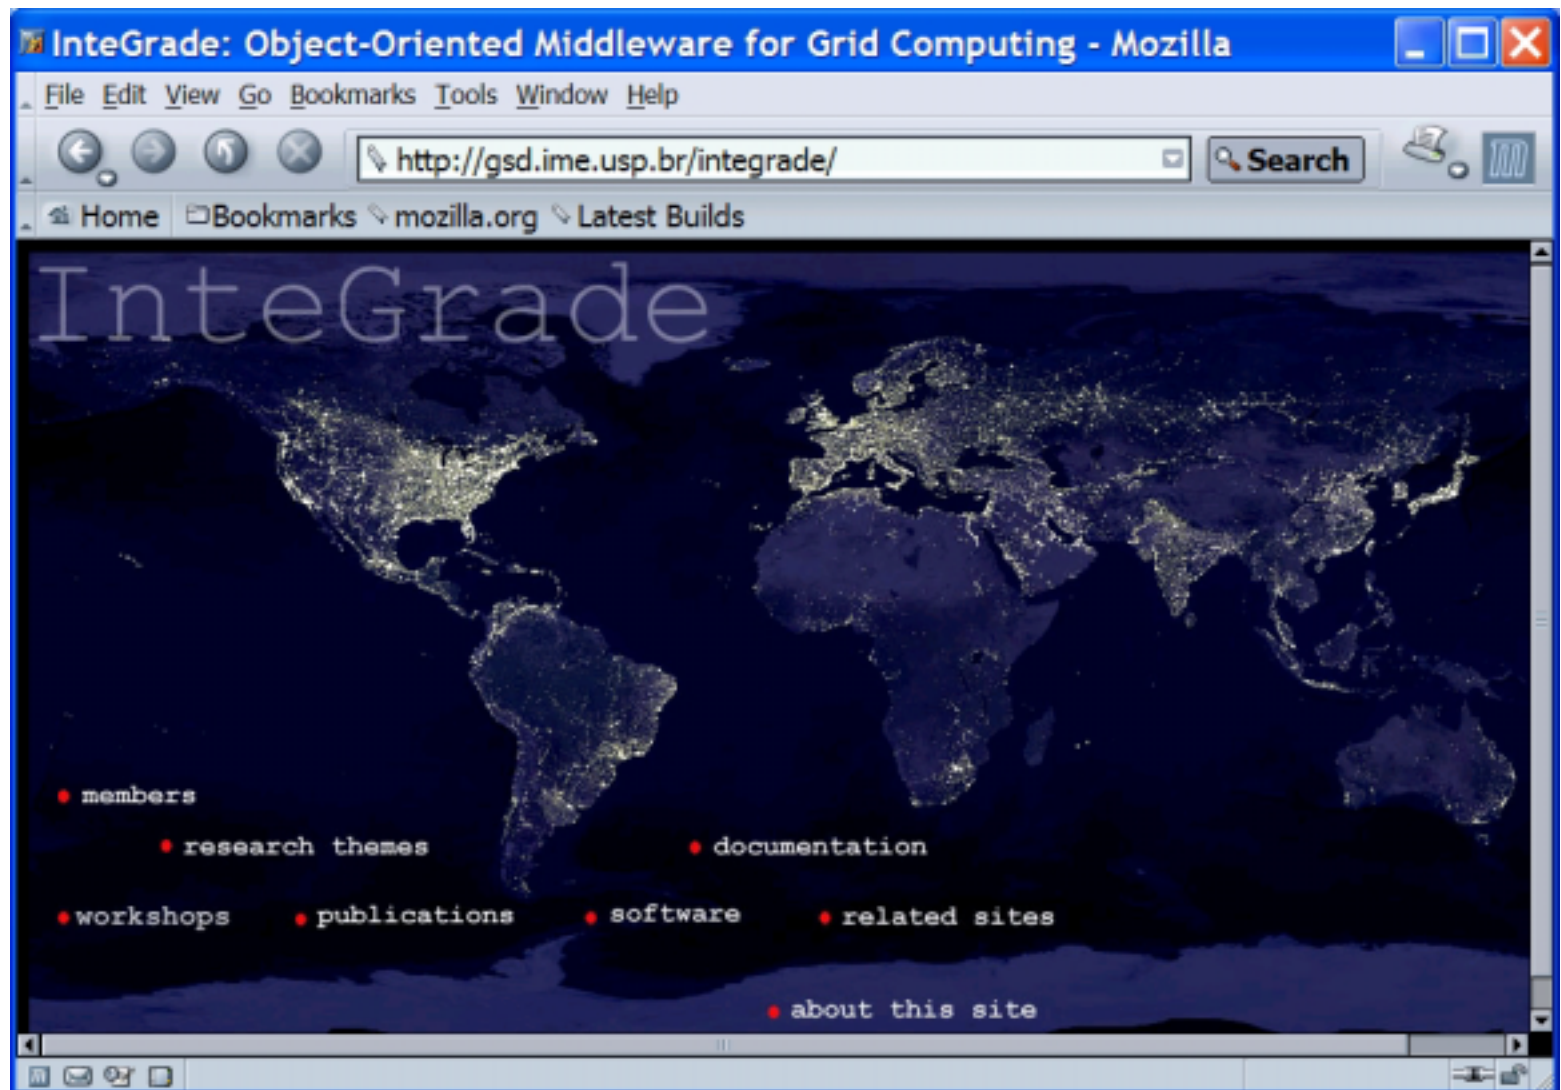 InteGrade: Object-Oriented Middleware for Grid Computing - Mozilla
File Edit View Go Bookmarks Tools Window Help
http://gsd.ime.usp.br/integrade/ Search
Home Bookmarks mozilla.org Latest Builds
InteGrade
members
research themes documentation
workshops publications software related sites
about this site